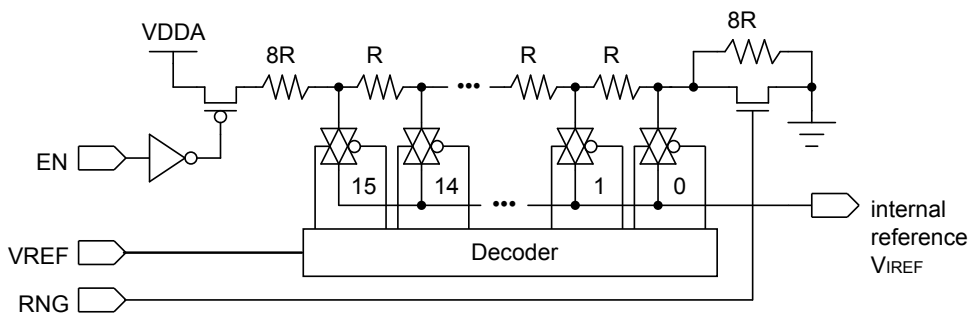 8R
VDDA
8R
R
R
R
•••
EN
15
14
1
0
•••
internal
reference
VIREF
VREF
Decoder
RNG